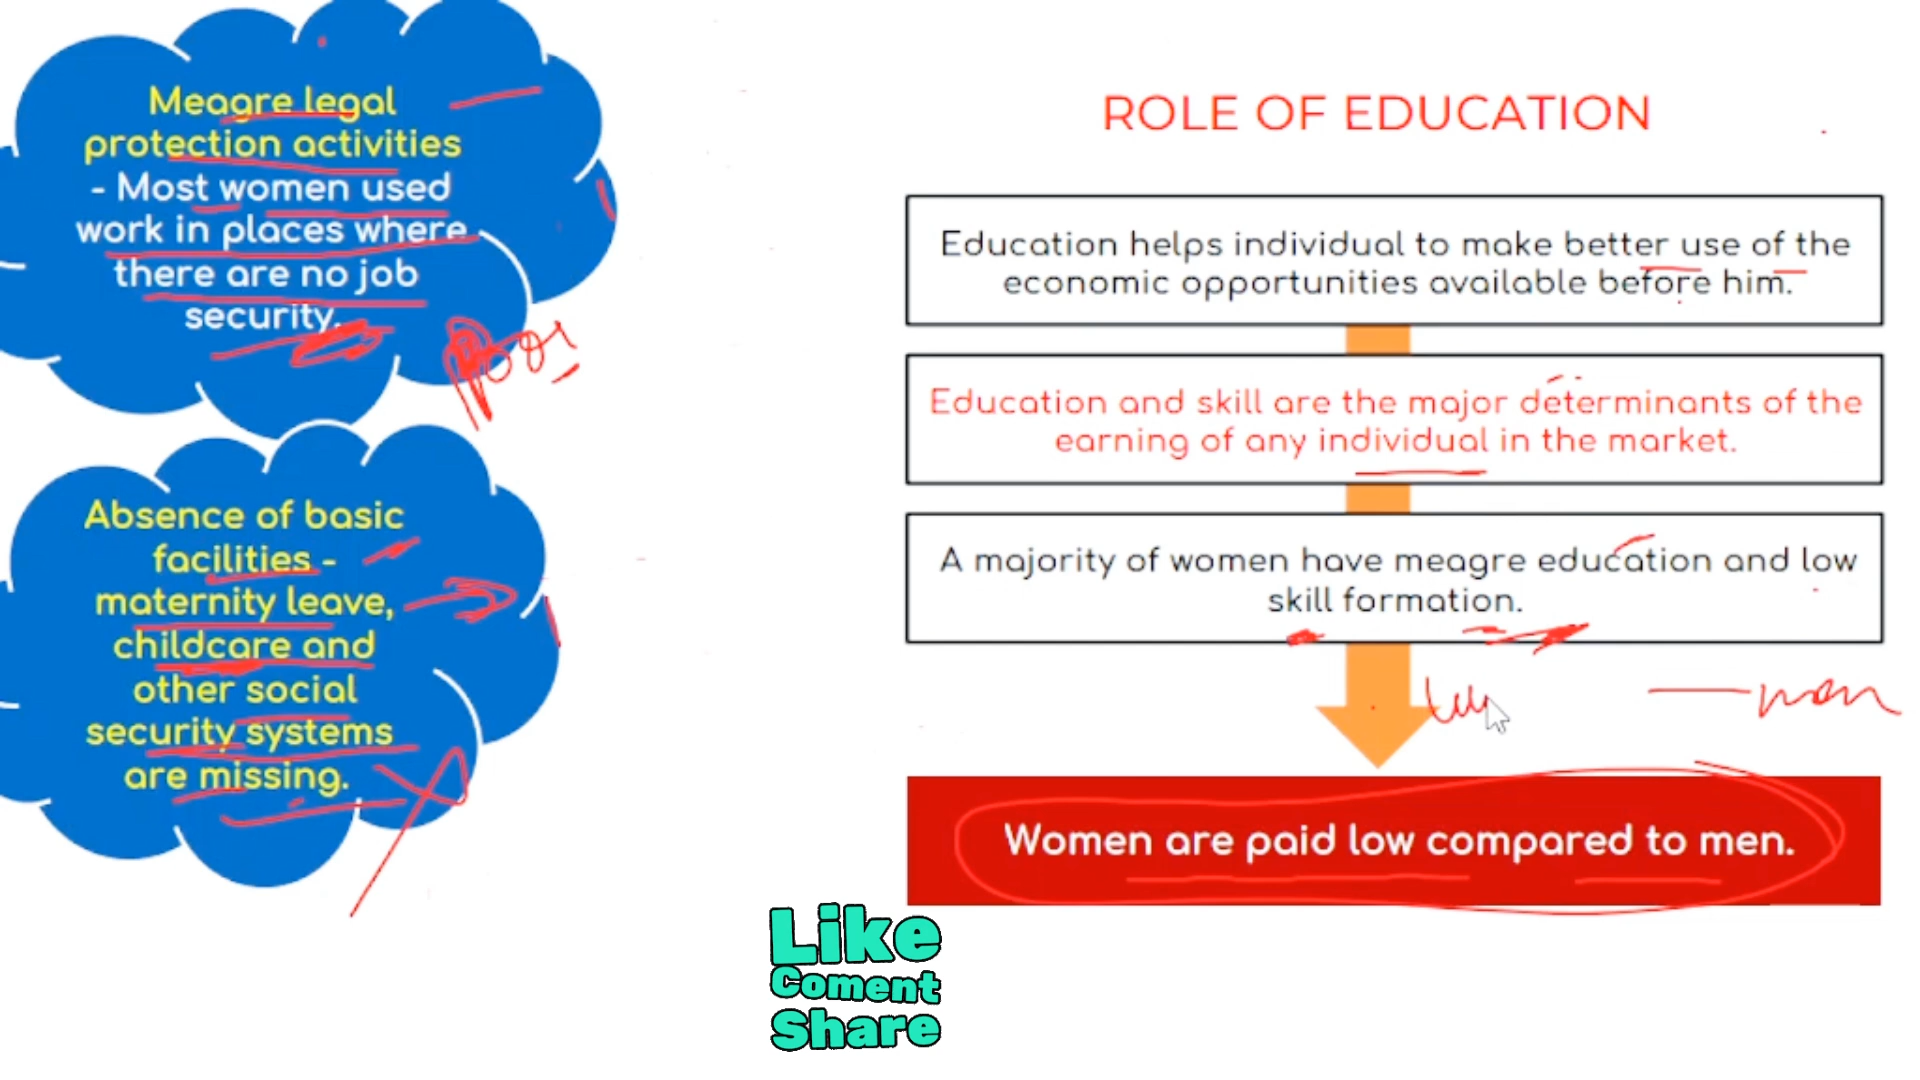 Meagre legal
protection activities
- Most women used
work in places where
there are no job
security.
poor
Absence of basic
facilities -
maternity leave,
childcare and
other social
security systems
are missing.
ROLE OF EDUCATION
Education helps individual to make better use of the
economic opportunities available before him.
Education and skill are the major determinants of the
earning of any individual in the market.
A majority of women have meagre education and low
skill formation.
men
Women are paid low compared to men.
Like
Coment
Share